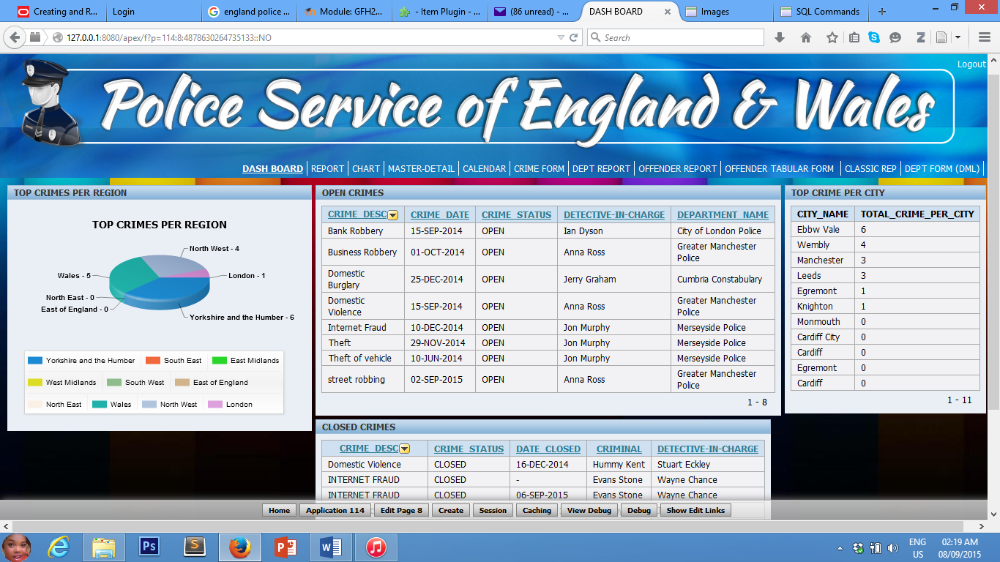 Creating and R... Login england police ... Module: GFH2... - Item Plugin - ... (86 unread) - ... DASH BOARD Images SQL Commands
127.0.0.1:8080/apex/f?p=114:8:4878630264735133::NO Search
Logout
Police Service of England & Wales
DASH BOARD REPORT CHART MASTER-DETAIL CALENDAR CRIME FORM DEPT REPORT OFFENDER REPORT OFFENDER TABULAR FORM CLASSIC REP DEPT FORM (DML)
TOP CRIMES PER REGION
TOP CRIMES PER REGION
North West - 4
Wales - 5
London - 1
North East - 0
East of England - 0
Yorkshire and the Humber - 6
Yorkshire and the Humber South East East Midlands
West Midlands South West East of England
North East Wales North West London
OPEN CRIMES
CRIME_DESC CRIME_DATE CRIME_STATUS DETECTIVE-IN-CHARGE DEPARTMENT_NAME
Bank Robbery 15-SEP-2014 OPEN Ian Dyson City of London Police
Business Robbery 01-OCT-2014 OPEN Anna Ross Greater Manchester
Police
Domestic
Burglary 25-DEC-2014 OPEN Jerry Graham Cumbria Constabulary
Domestic
Violence 15-SEP-2014 OPEN Anna Ross Greater Manchester
Police
Internet Fraud 10-DEC-2014 OPEN Jon Murphy Merseyside Police
Theft 29-NOV-2014 OPEN Jon Murphy Merseyside Police
Theft of vehicle 10-JUN-2014 OPEN Jon Murphy Merseyside Police
street robbing 02-SEP-2015 OPEN Anna Ross Greater Manchester
Police
1 - 8
TOP CRIME PER CITY
CITY_NAME TOTAL_CRIME_PER_CITY
Ebbw Vale 6
Wembly 4
Manchester 3
Leeds 3
Egremont 1
Knighton 1
Monmouth 0
Cardiff City 0
Cardiff 0
Egremont 0
Cardiff 0
1 - 11
CLOSED CRIMES
CRIME_DESC CRIME_STATUS DATE_CLOSED CRIMINAL DETECTIVE-IN-CHARGE
Domestic Violence CLOSED 16-DEC-2014 Hummy Kent Stuart Eckley
INTERNET FRAUD CLOSED - Evans Stone Wayne Chance
INTERNET FRAUD CLOSED 06-SEP-2015 Evans Stone Wayne Chance
Home Application 114 Edit Page 8 Create Session Caching View Debug Debug Show Edit Links
ENG 02:19 AM
US 08/09/2015